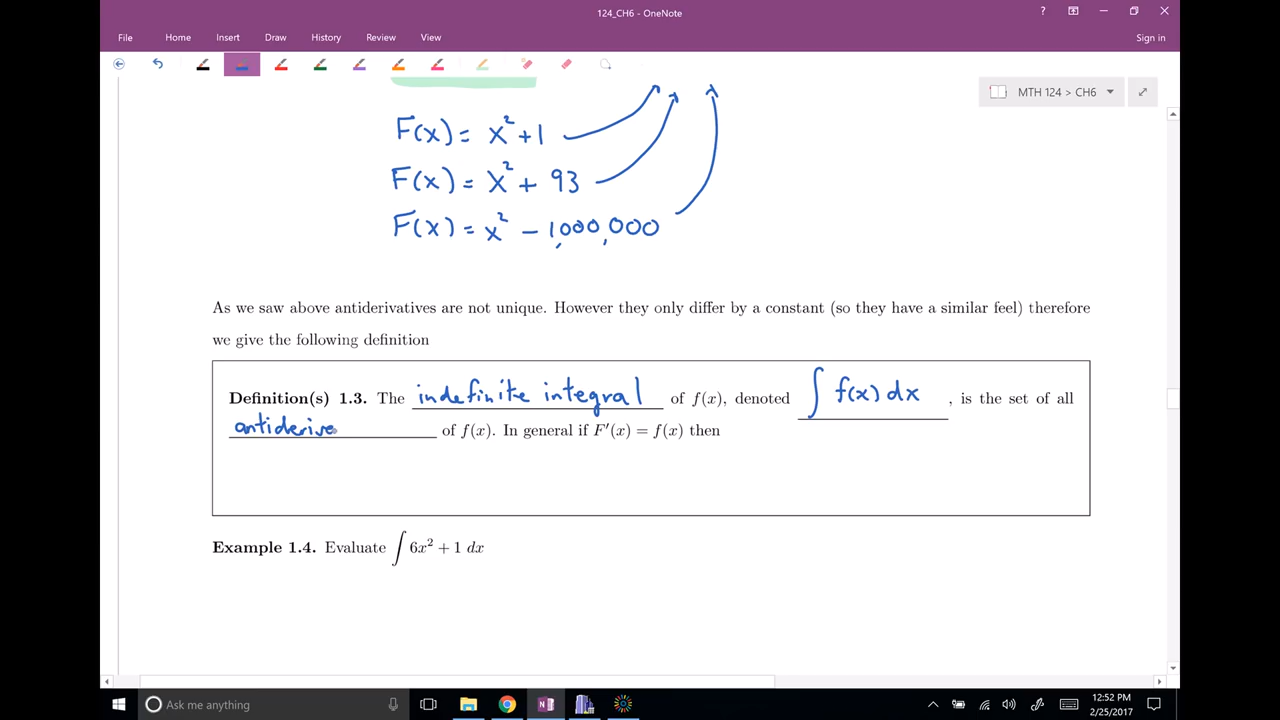 124_CH6 - OneNote
File Home Insert Draw History Review View Sign in
MTH 124 > CH6
F(x) = x² + 1
F(x) = x² + 93
F(x) = x² - 1,000,000
As we saw above antiderivatives are not unique. However they only differ by a constant (so they have a similar feel) therefore
we give the following definition
Definition(s) 1.3. The indefinite integral of f(x), denoted ∫ f(x) dx , is the set of all
antiderive of f(x). In general if F′(x) = f(x) then
Example 1.4. Evaluate ∫ 6x² + 1 dx
Ask me anything
12:52 PM
2/25/2017